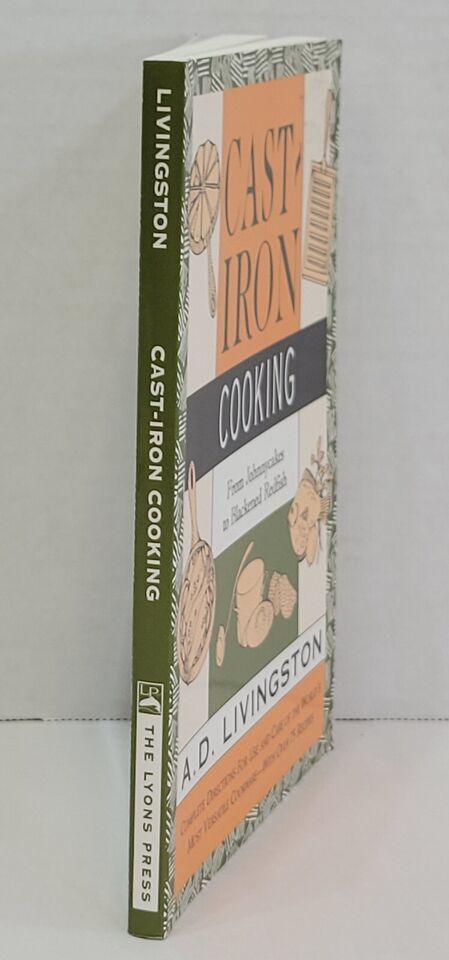 LIVINGSTON
CAST-IRON COOKING
LP
THE LYONS PRESS
CAST-
IRON
COOKING
From Johnnycakes
to Blackened Redfish
A.D. LIVINGSTON
COMPLETE DIRECTIONS FOR USE AND CARE OF THE WORLD'S
MOST VERSATILE COOKWARE—WITH OVER 75 RECIPES